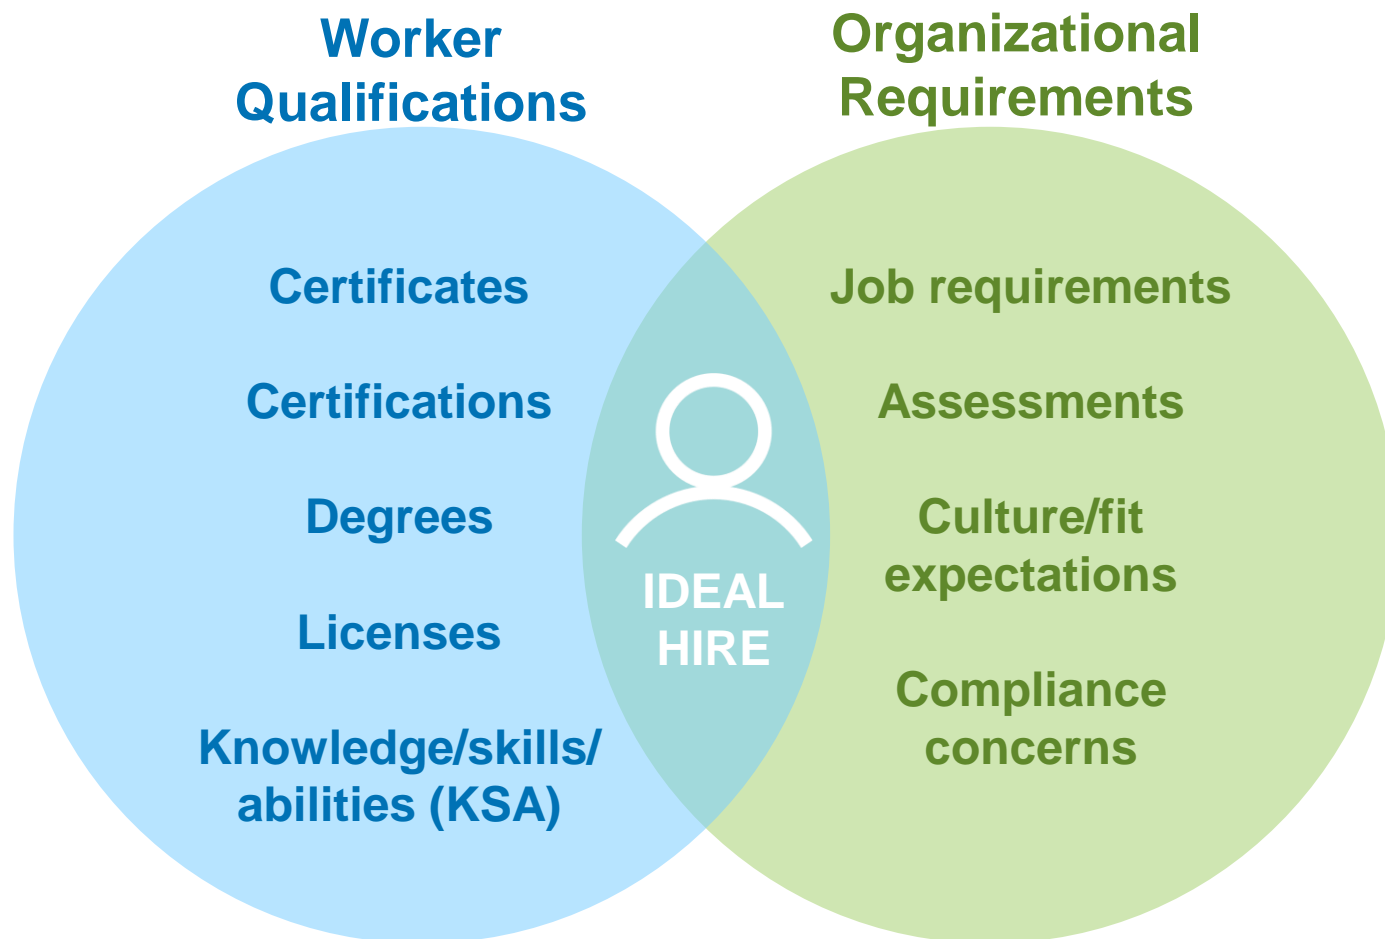 Worker
Qualifications
Certificates
Certifications
Degrees
Licenses
Knowledge/skills/
abilities (KSA)
IDEAL
HIRE
Organizational
Requirements
Job requirements
Assessments
Culture/fit
expectations
Compliance
concerns